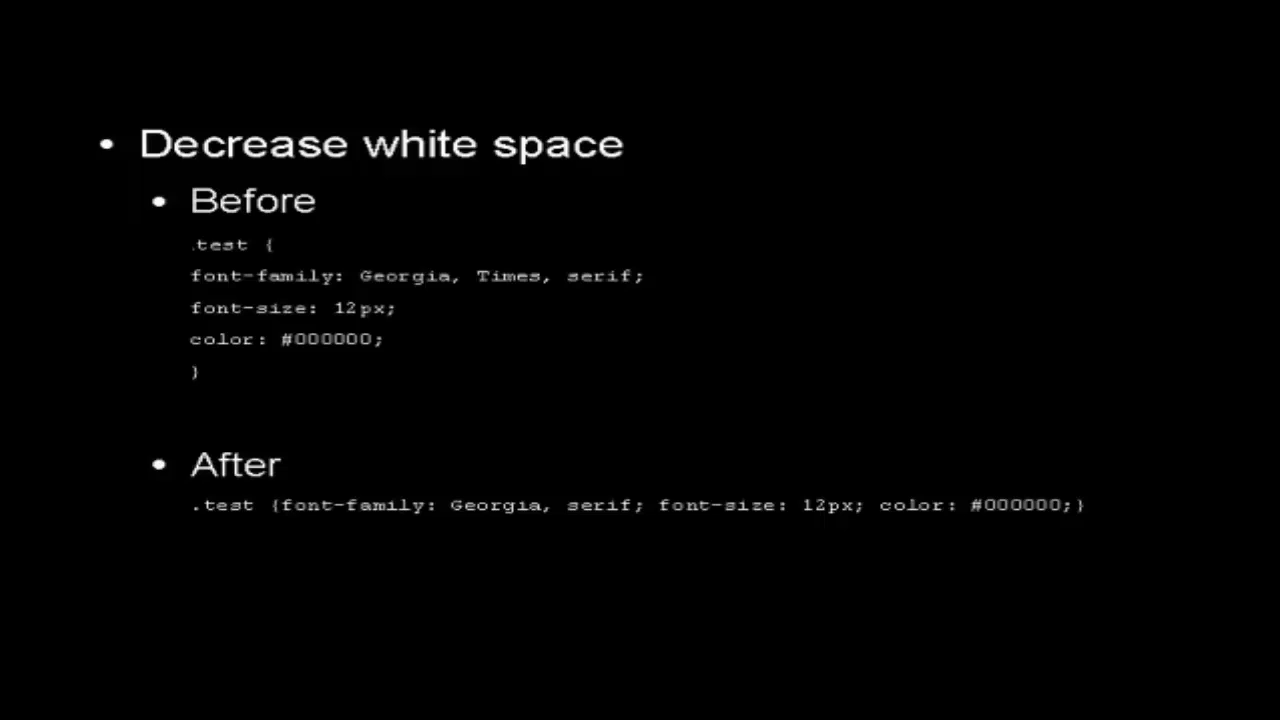 • Decrease white space
• Before
.test {
font-family: Georgia, Times, serif;
font-size: 12px;
color: #000000;
}
• After
.test {font-family: Georgia, serif; font-size: 12px; color: #000000;}